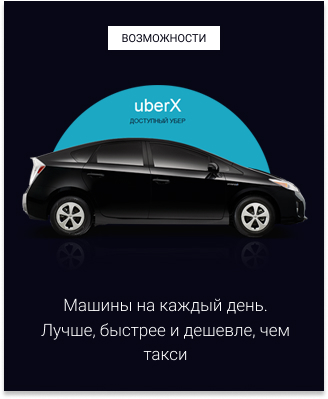 ВОЗМОЖНОСТИ
uberX
ДОСТУПНЫЙ УБЕР
Машины на каждый день.
Лучше, быстрее и дешевле, чем
такси